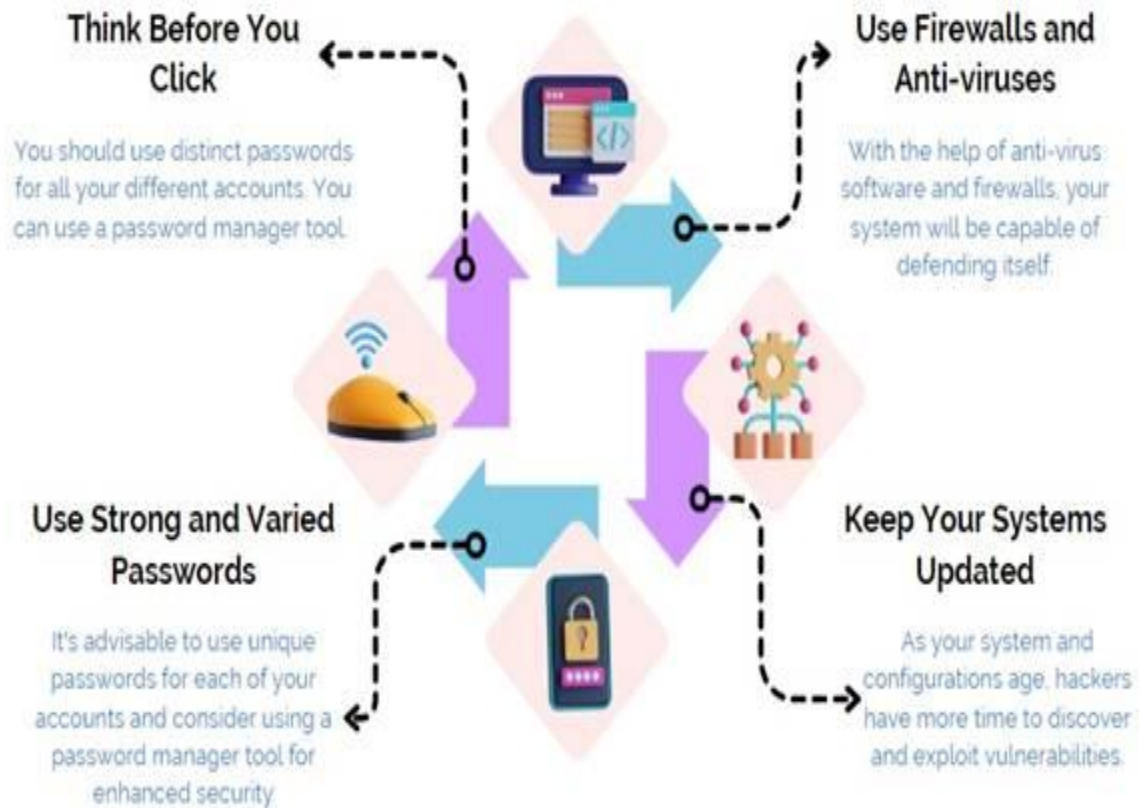 Think Before You
Click
You should use distinct passwords
for all your different accounts. You
can use a password manager tool.
Use Firewalls and
Anti-viruses
With the help of anti-virus
software and firewalls, your
system will be capable of
defending itself.
Use Strong and Varied
Passwords
It's advisable to use unique
passwords for each of your
accounts and consider using a
password manager tool for
enhanced security
Keep Your Systems
Updated
As your system and
configurations age, hackers
have more time to discover
and exploit vulnerabilities.